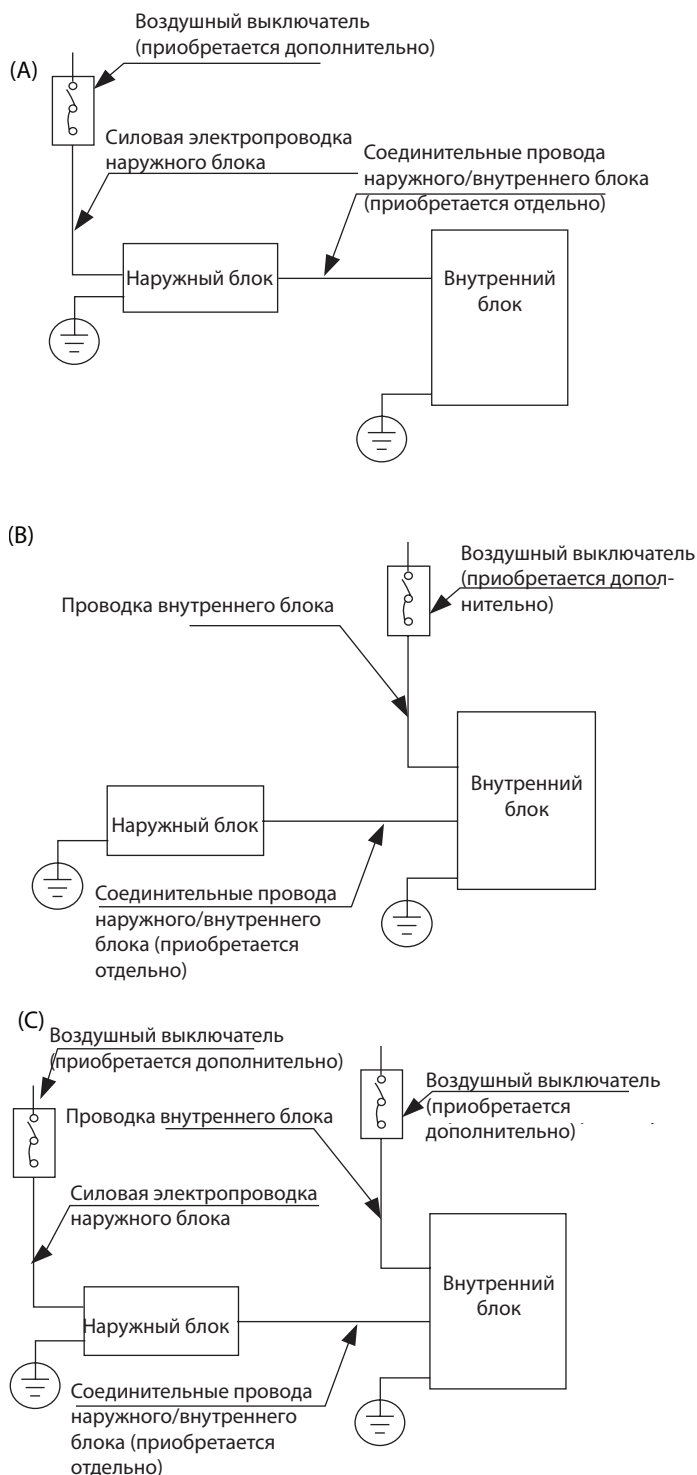 Воздушный выключатель
(приобретается дополнительно)
(A)
Силовая электропроводка
наружного блока
Соединительные провода
наружного/внутреннего блока
(приобретается отдельно)
Наружный блок
Внутренний
блок
(B)
Воздушный выключатель
(приобретается допол-
нительно)
Проводка внутреннего блока
Внутренний
блок
Наружный блок
Соединительные провода
наружного/внутреннего
блока (приобретается
отдельно)
(C)
Воздушный выключатель
(приобретается дополнительно)
Воздушный выключатель
(приобретается
дополнительно)
Проводка внутреннего блока
Силовая электропроводка
наружного блока
Внутренний
блок
Наружный блок
Соединительные провода
наружного/внутреннего
блока (приобретается
отдельно)